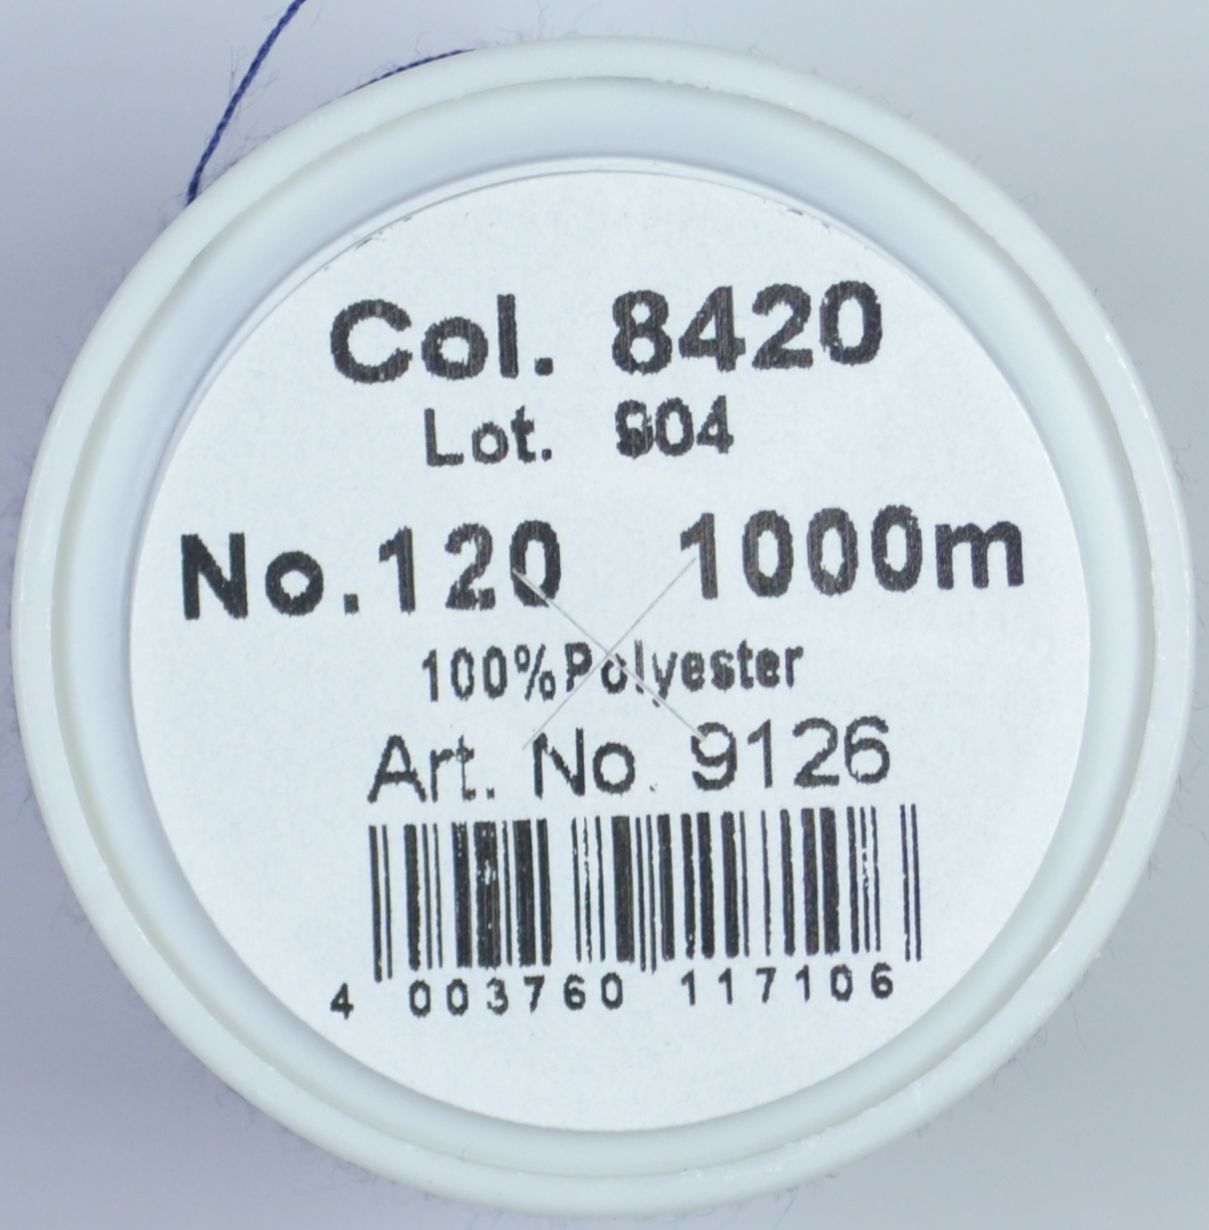 Col. 8420
Lot. 904
No.120 1000m
100%Polyester
Art. No. 9126
4 003760 117106